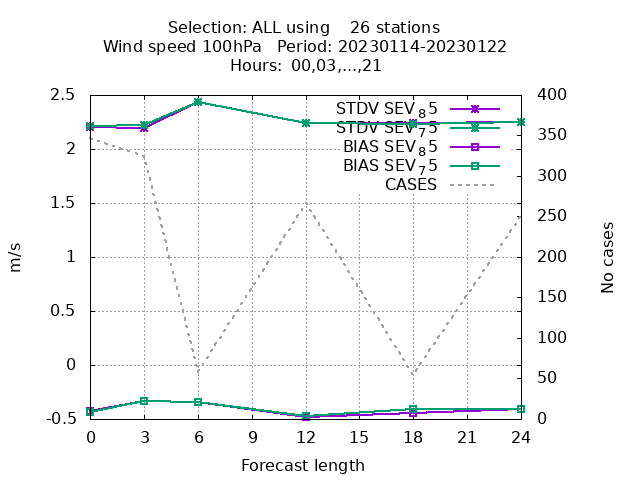 Selection: ALL using    26 stations
Wind speed 100hPa   Period: 20230114-20230122
Hours: 00,03,...,21
2.5
2
1.5
1
0.5
0
-0.5
400
350
300
250
200
150
100
50
0
STDV SEV₈5
STDV SEV₇5
BIAS SEV₈5
BIAS SEV₇5
CASES
m/s
No cases
0 3 6 9 12 15 18 21 24
Forecast length